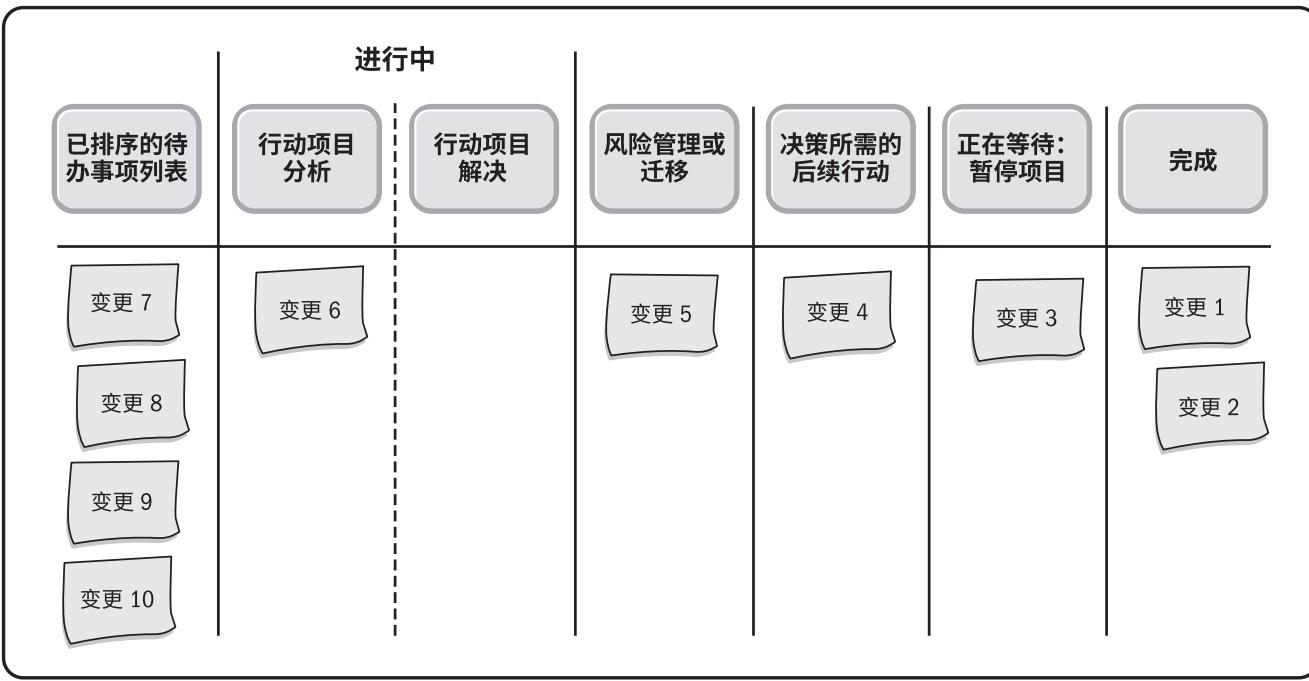 进行中
已排序的待
办事项列表
行动项目
分析
行动项目
解决
风险管理或
迁移
决策所需的
后续行动
正在等待：
暂停项目
完成
变更 7
变更 8
变更 9
变更 10
变更 6
变更 5
变更 4
变更 3
变更 1
变更 2